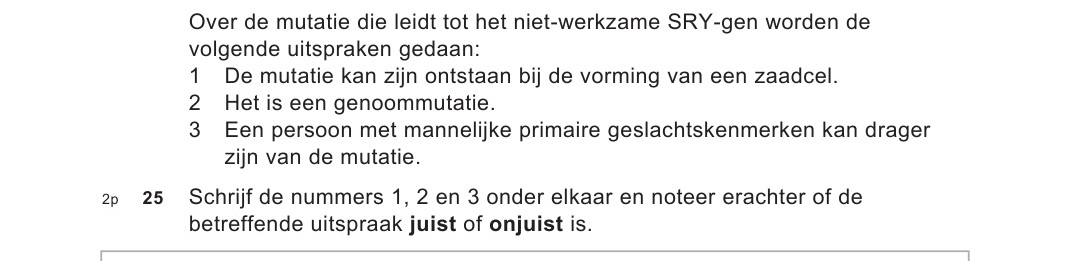 Over de mutatie die leidt tot het niet-werkzame SRY-gen worden de
volgende uitspraken gedaan:
1 De mutatie kan zijn ontstaan bij de vorming van een zaadcel.
2 Het is een genoommutatie.
3 Een persoon met mannelijke primaire geslachtskenmerken kan drager
zijn van de mutatie.
2p 25 Schrijf de nummers 1, 2 en 3 onder elkaar en noteer erachter of de
betreffende uitspraak juist of onjuist is.